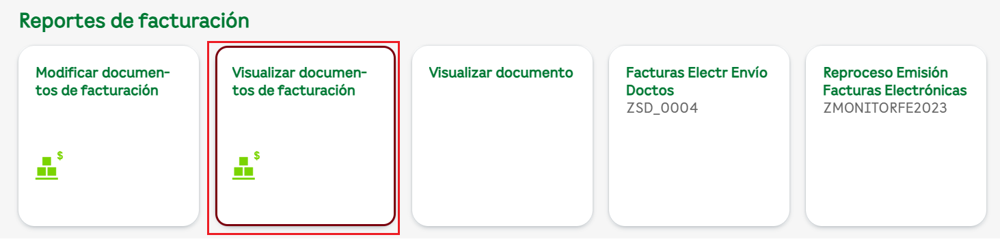 Reportes de facturación
Modificar documen-
tos de facturación
$
Visualizar documen-
tos de facturación
$
Visualizar documento
Facturas Electr Envío
Doctos
ZSD_0004
Reproceso Emisión
Facturas Electrónicas
ZMONITORFE2023